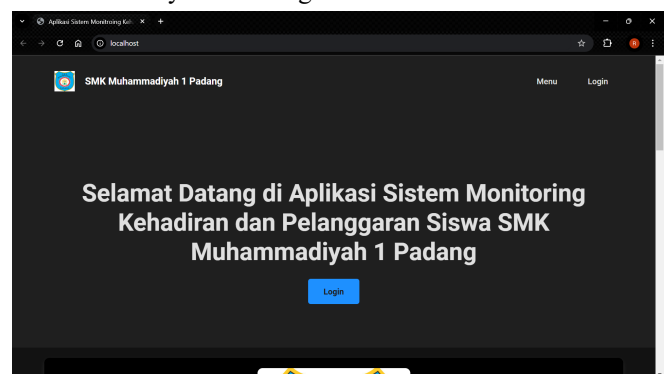 Aplikasi Sistem Monitroing Keh
localhost
SMK Muhammadiyah 1 Padang
Menu
Login
Selamat Datang di Aplikasi Sistem Monitoring
Kehadiran dan Pelanggaran Siswa SMK
Muhammadiyah 1 Padang
Login